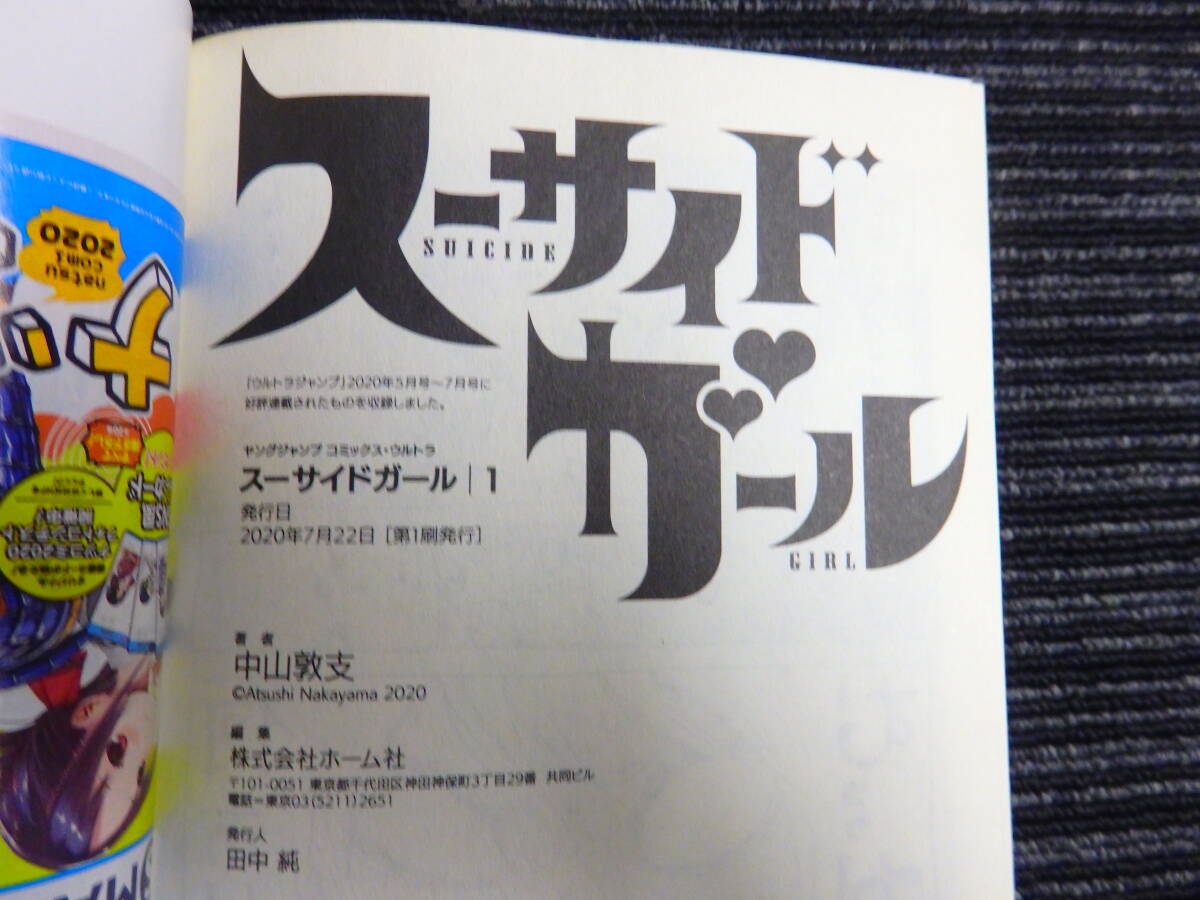 スーサイド
SUICIDE
ガール
GIRL
「ウルトラジャンプ」2020年5月号〜7月号に
好評連載されたものを収録しました。
ヤングジャンプ コミックス・ウルトラ
スーサイドガール|1
発行日
2020年7月22日［第1刷発行］
著者
中山敦支
©Atsushi Nakayama 2020
編集
株式会社ホーム社
〒101-0051 東京都千代田区神田神保町3丁目29番 共同ビル
電話=東京03(5211)2651
発行人
田中 純
natsu
comi
2020